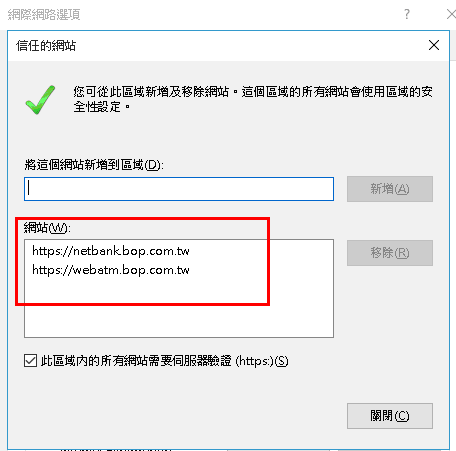 網際網路選項
信任的網站
您可從此區域新增及移除網站。這個區域的所有網站會使用區域的安
全性設定。
將這個網站新增到區域(D):
新增(A)
網站(W):
https://netbank.bop.com.tw
https://webatm.bop.com.tw
移除(R)
此區域內的所有網站需要伺服器驗證 (https:)(S)
關閉(C)